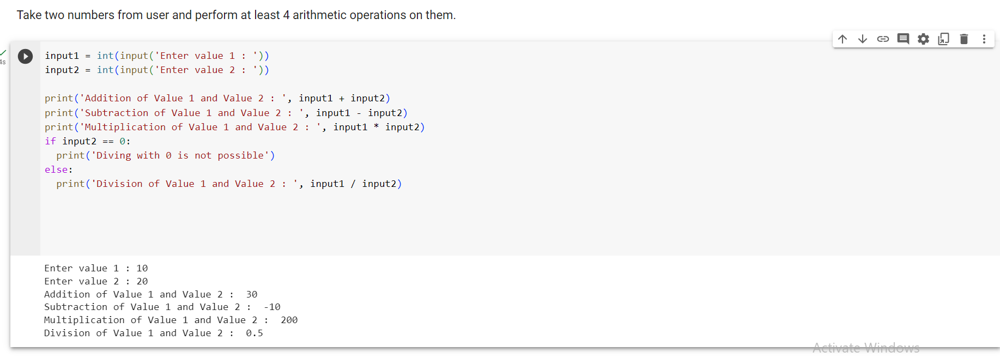 Take two numbers from user and perform at least 4 arithmetic operations on them.
4s
input1 = int(input('Enter value 1 : '))
input2 = int(input('Enter value 2 : '))
print('Addition of Value 1 and Value 2 : ', input1 + input2)
print('Subtraction of Value 1 and Value 2 : ', input1 - input2)
print('Multiplication of Value 1 and Value 2 : ', input1 * input2)
if input2 == 0:
  print('Diving with 0 is not possible')
else:
  print('Division of Value 1 and Value 2 : ', input1 / input2)
Enter value 1 : 10
Enter value 2 : 20
Addition of Value 1 and Value 2 :  30
Subtraction of Value 1 and Value 2 :  -10
Multiplication of Value 1 and Value 2 :  200
Division of Value 1 and Value 2 :  0.5
Activate Windows